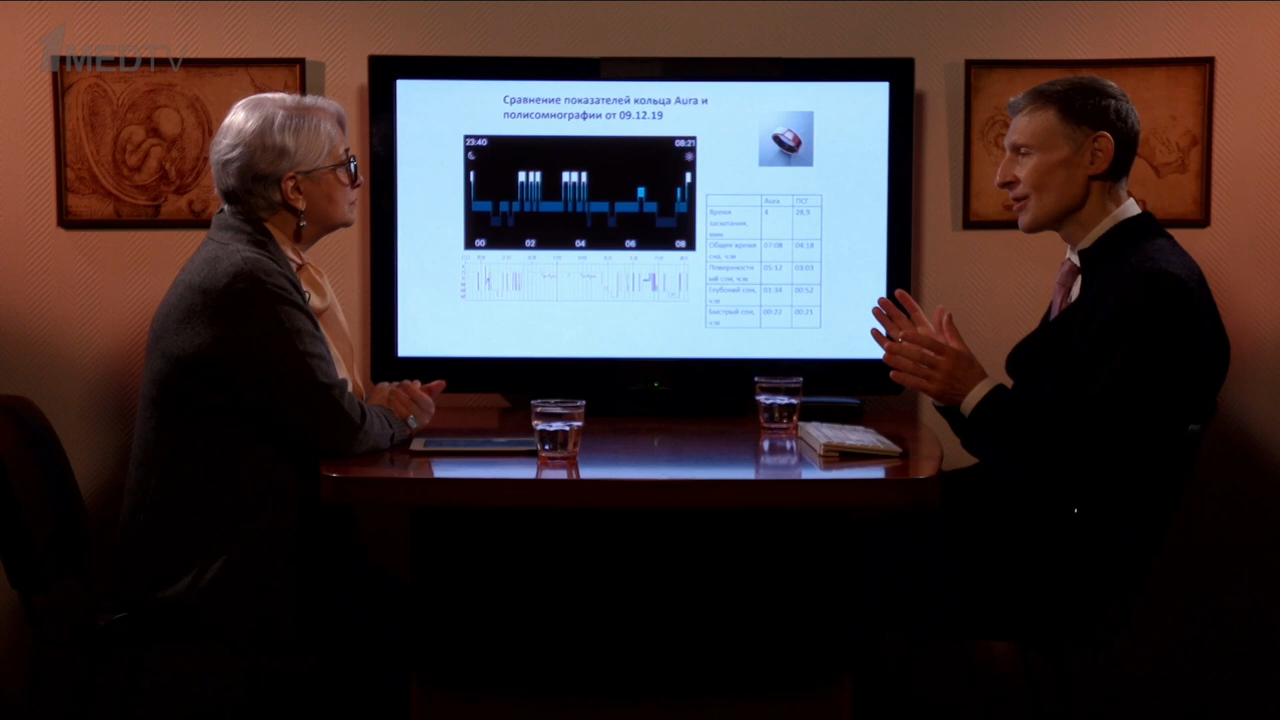 1MEDTV
Сравнение показателей кольца Aura и
полисомнографии от 09.12.19
23:40
08:21
00 02 04 06 08
Aura ПСГ
Время 4 28,9
засыпания,
мин
Общее время 07:08 04:18
сна, ч:м
Поверхностн 05:12 03:03
ый сон, ч:м
Глубокий сон, 01:34 00:52
ч:м
Быстрый сон, 00:22 00:21
ч:м